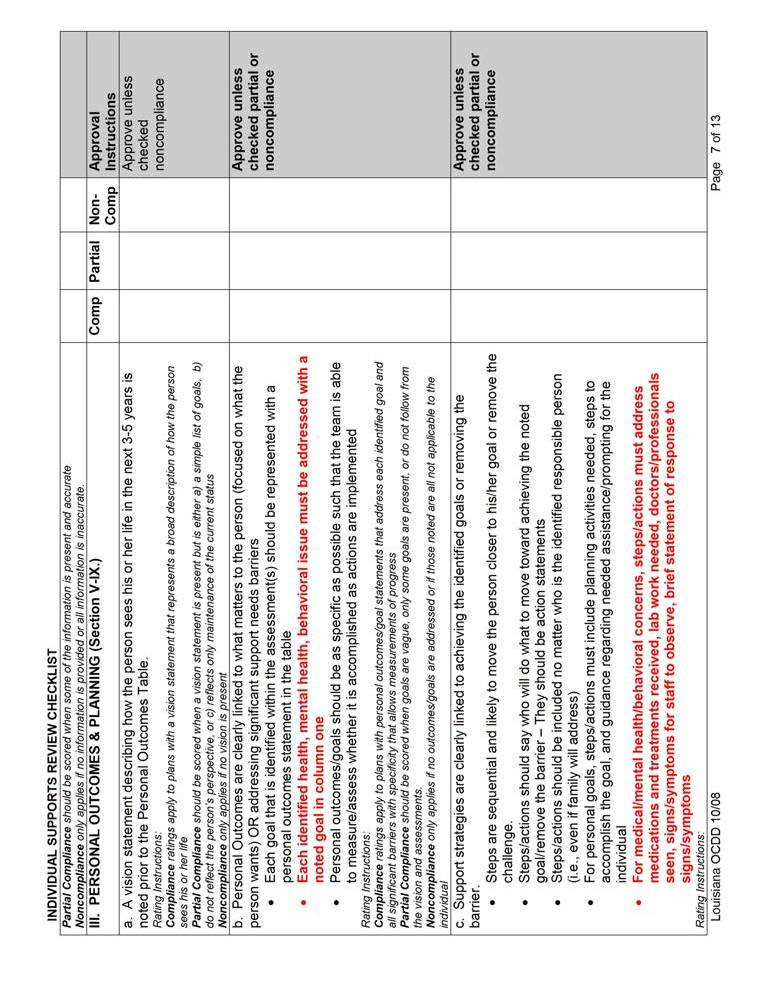 INDIVIDUAL SUPPORTS REVIEW CHECKLIST
Partial Compliance should be scored when some of the information is present and accurate
Noncompliance only applies if no information is provided or all information is inaccurate.
III. PERSONAL OUTCOMES & PLANNING (Section V-IX.)
Comp
Partial
Non-
Comp
Approval
Instructions
a. A vision statement describing how the person sees his or her life in the next 3-5 years is
noted prior to the Personal Outcomes Table.
Rating Instructions:
Compliance ratings apply to plans with a vision statement that represents a broad description of how the person
sees his or her life
Partial Compliance should be scored when a vision statement is present but is either a) a simple list of goals, b)
do not reflect the person's perspective, or c) reflects only maintenance of the current status
Noncompliance only applies if no vision is present
Approve unless
checked
noncompliance
b. Personal Outcomes are clearly linked to what matters to the person (focused on what the
person wants) OR addressing significant support needs barriers
• Each goal that is identified within the assessment(s) should be represented with a
personal outcomes statement in the table
• Each identified health, mental health, behavioral issue must be addressed with a
noted goal in column one
• Personal outcomes/goals should be as specific as possible such that the team is able
to measure/assess whether it is accomplished as actions are implemented
Rating Instructions:
Compliance ratings apply to plans with personal outcomes/goal statements that address each identified goal and
all significant barriers with specificity that allows measurements of progress
Partial Compliance should be scored when goals are vague, only some goals are present, or do not follow from
the vision and assessments.
Noncompliance only applies if no outcomes/goals are addressed or if those noted are all not applicable to the
individual
Approve unless
checked partial or
noncompliance
c. Support strategies are clearly linked to achieving the identified goals or removing the
barrier.
• Steps are sequential and likely to move the person closer to his/her goal or remove the
challenge.
• Steps/actions should say who will do what to move toward achieving the noted
goal/remove the barrier – They should be action statements
• Steps/actions should be included no matter who is the identified responsible person
(i.e., even if family will address)
• For personal goals, steps/actions must include planning activities needed, steps to
accomplish the goal, and guidance regarding needed assistance/prompting for the
individual
• For medical/mental health/behavioral concerns, steps/actions must address
medications and treatments received, lab work needed, doctors/professionals
seen, signs/symptoms for staff to observe, brief statement of response to
signs/symptoms
Rating Instructions:
Approve unless
checked partial or
noncompliance
Louisiana OCDD 10/08
Page 7 of 13